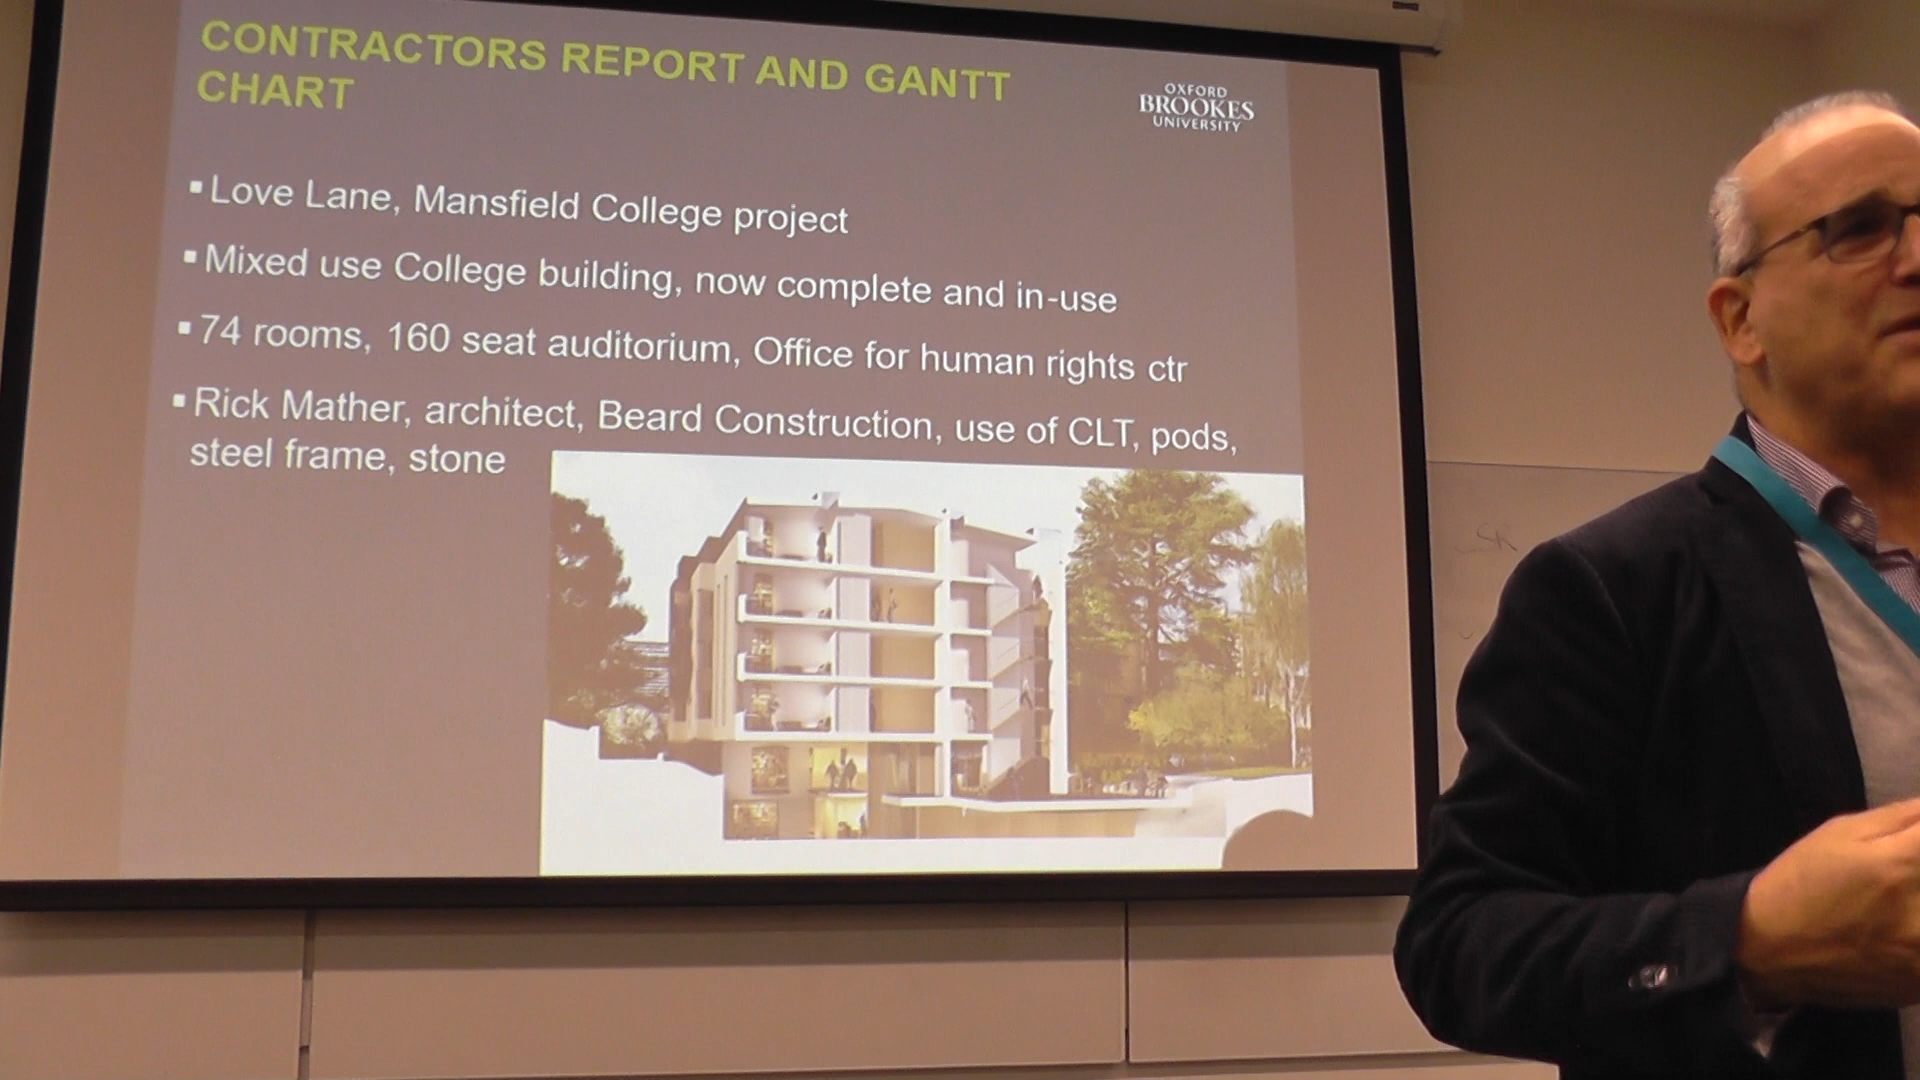 CONTRACTORS REPORT AND GANTT
CHART
OXFORD
BROOKES
UNIVERSITY
▪Love Lane, Mansfield College project
▪Mixed use College building, now complete and in-use
▪74 rooms, 160 seat auditorium, Office for human rights ctr
▪Rick Mather, architect, Beard Construction, use of CLT, pods,
steel frame, stone